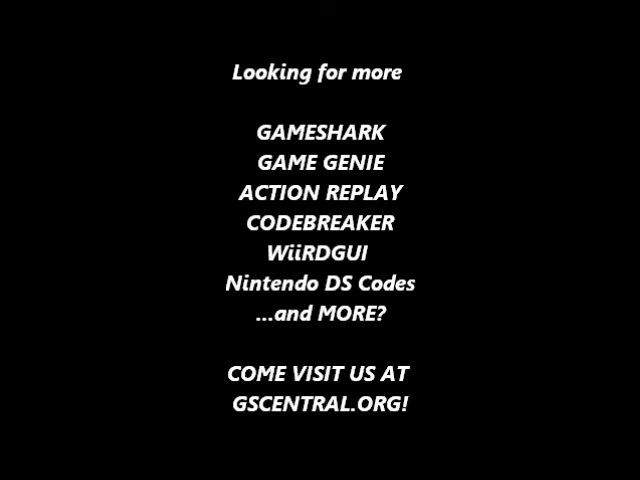 Looking for more
GAMESHARK
GAME GENIE
ACTION REPLAY
CODEBREAKER
WiiRDGUI
Nintendo DS Codes
...and MORE?
COME VISIT US AT
GSCENTRAL.ORG!